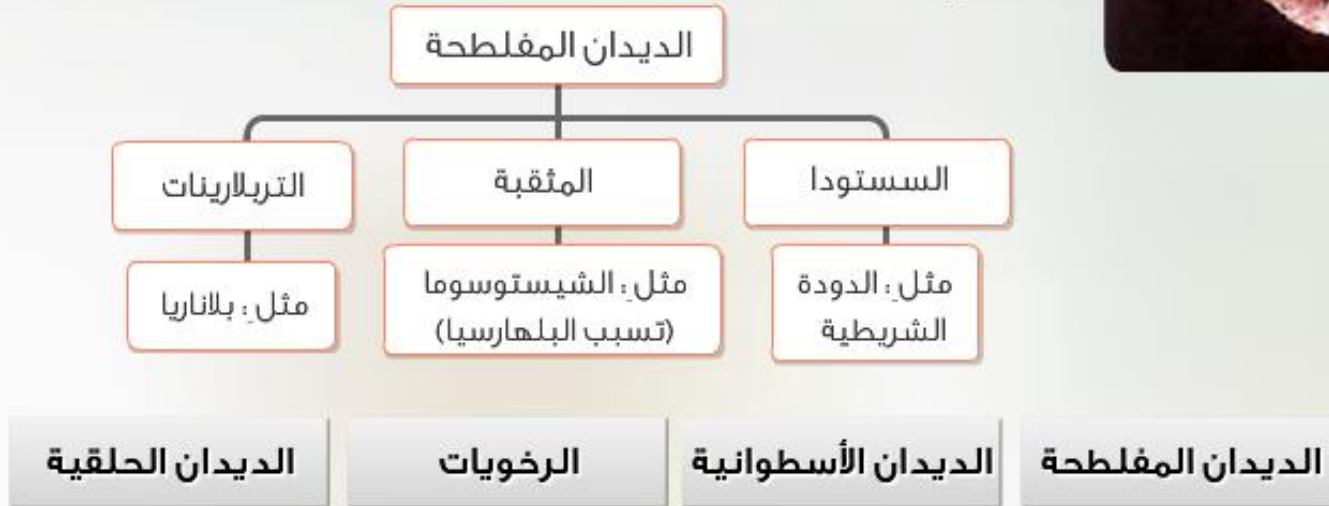 الديدان المفلطحة
السستودا
المثقبة
التربلارينات
مثل: الدودة
الشريطية
مثل: الشيستوسوما
(تسبب البلهارسيا)
مثل: بلاناريا
الديدان المفلطحة
الديدان الأسطوانية
الرخويات
الديدان الحلقية